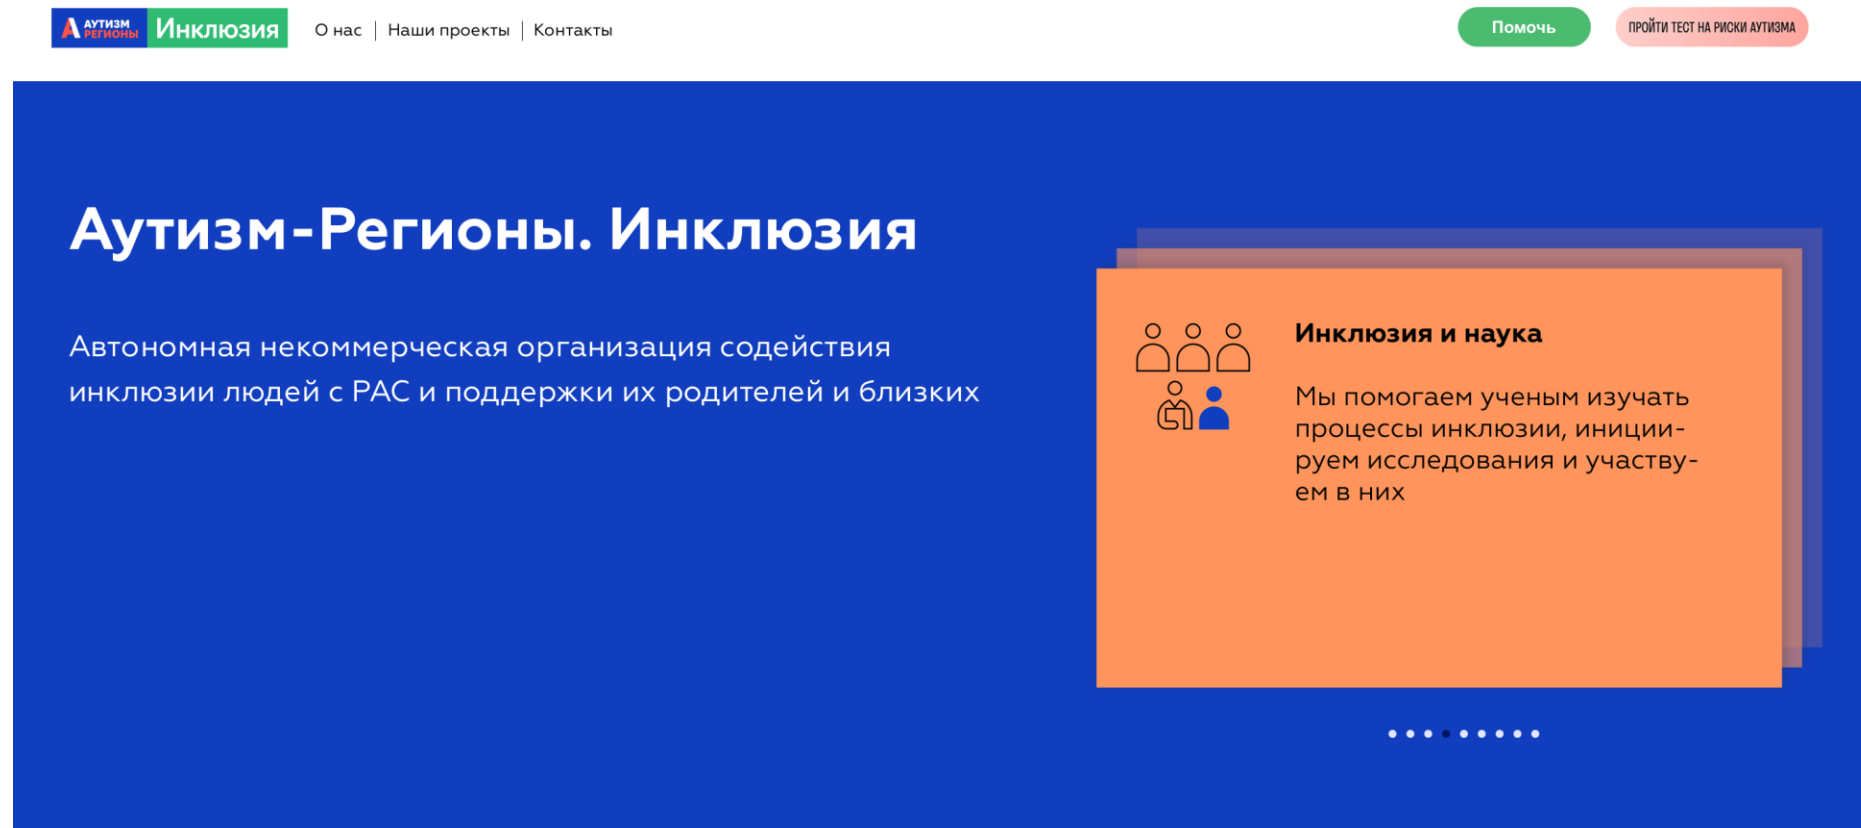 А АУТИЗМ
РЕГИОНЫ
Инклюзия
О нас
Наши проекты
Контакты
Помочь
ПРОЙТИ ТЕСТ НА РИСКИ АУТИЗМА
Аутизм-Регионы. Инклюзия
Автономная некоммерческая организация содействия
инклюзии людей с РАС и поддержки их родителей и близких
Инклюзия и наука
Мы помогаем ученым изучать
процессы инклюзии, иниции-
руем исследования и участву-
ем в них